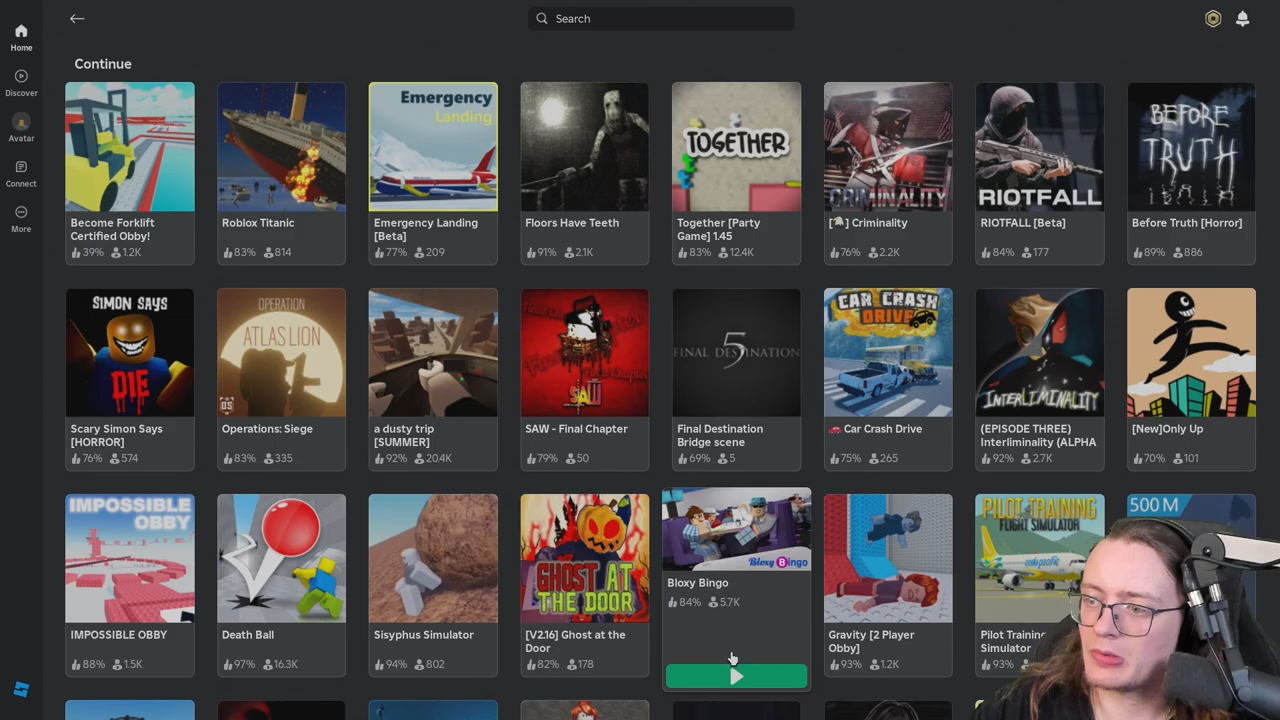 Search
Home
Discover
Avatar
Connect
More
Continue
Emergency
Landing
TOGETHER
CRIMINALITY
RIOTFALL
BEFORE
TRUTH
Become Forklift
Certified Obby!
39% 1.2K
Roblox Titanic
83% 814
Emergency Landing
[Beta]
77% 209
Floors Have Teeth
91% 2.1K
Together [Party
Game] 1.45
83% 12.4K
[🦅] Criminality
76% 2.2K
RIOTFALL [Beta]
84% 177
Before Truth [Horror]
89% 886
SIMON SAYS
DIE
OPERATION
ATLAS LION
OS
SAW
FINAL DESTINATION
5
CAR CRASH
DRIVE
INTERLIMINALITY
Scary Simon Says
[HORROR]
76% 574
Operations: Siege
83% 335
a dusty trip
[SUMMER]
92% 20.4K
SAW - Final Chapter
79% 50
Final Destination
Bridge scene
69% 5
🚗 Car Crash Drive
75% 265
(EPISODE THREE)
Interliminality (ALPHA
92% 2.7K
[New]Only Up
70% 101
IMPOSSIBLE
OBBY
GHOST AT
THE DOOR
Bloxy Bingo
PILOT TRAINING
FLIGHT SIMULATOR
500 M
IMPOSSIBLE OBBY
88% 1.5K
Death Ball
97% 16.3K
Sisyphus Simulator
94% 802
[V2.16] Ghost at the
Door
82% 178
Bloxy Bingo
84% 5.7K
Gravity [2 Player
Obby]
93% 1.2K
Pilot Training
Simulator
93%